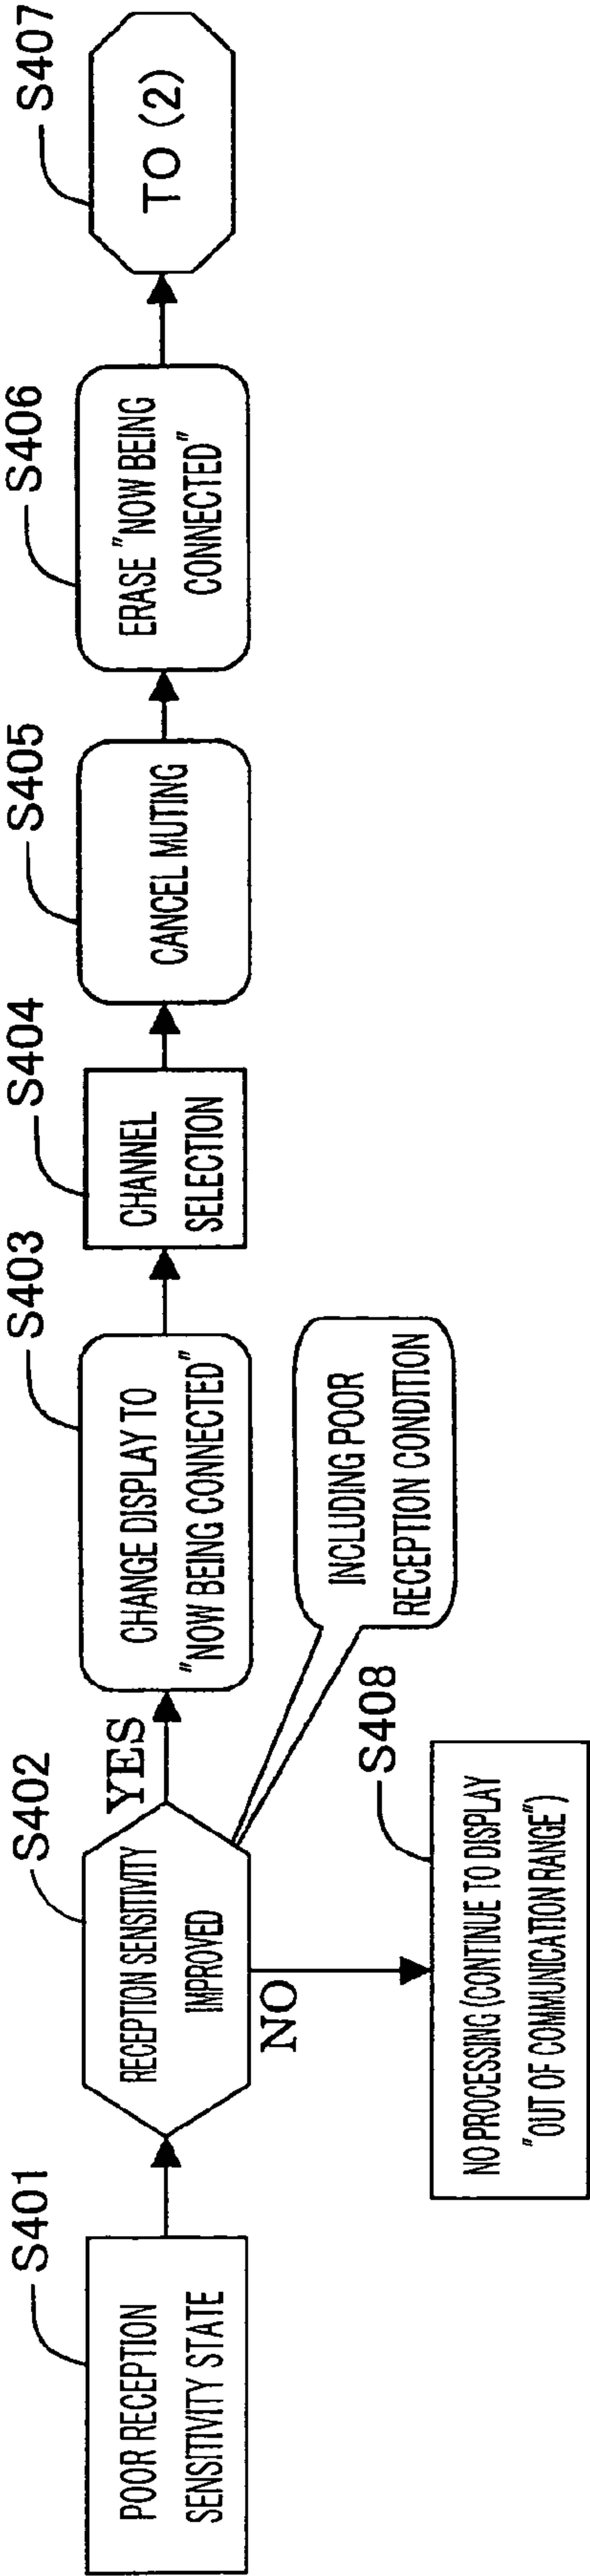 S401
POOR RECEPTION
SENSITIVITY STATE
S402
RECEPTION SENSITIVITY
IMPROVED
YES
NO
INCLUDING POOR
RECEPTION CONDITION
S403
CHANGE DISPLAY TO
"NOW BEING CONNECTED"
S404
CHANNEL
SELECTION
S405
CANCEL MUTING
S406
ERASE "NOW BEING
CONNECTED"
S407
TO (2)
S408
NO PROCESSING (CONTINUE TO DISPLAY
"OUT OF COMMUNICATION RANGE")